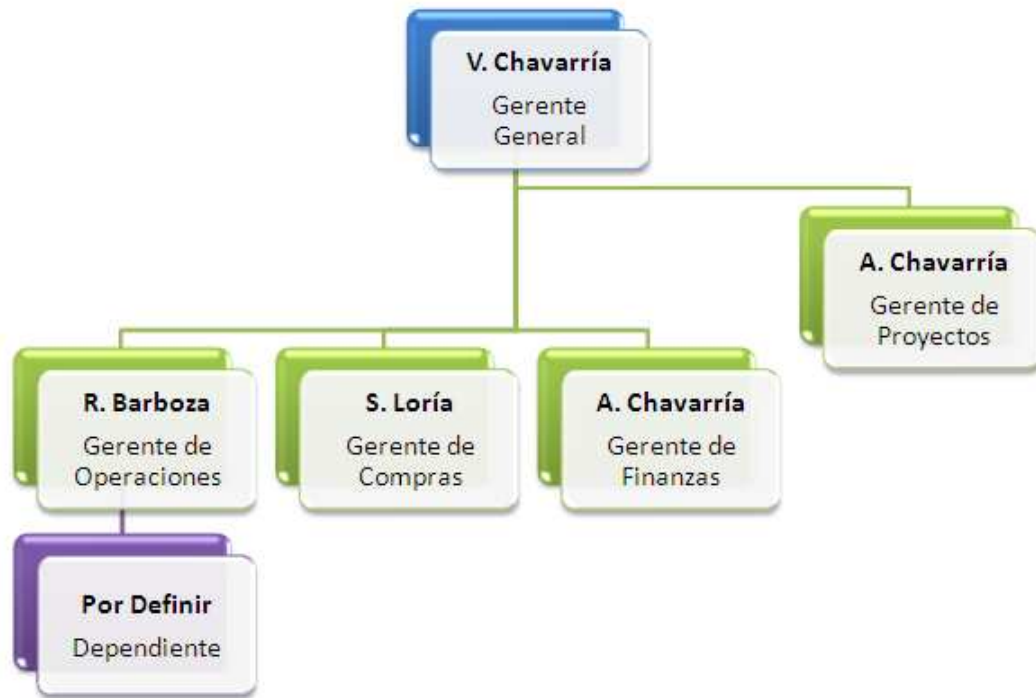 V. Chavarría
Gerente
General
A. Chavarría
Gerente de
Proyectos
R. Barboza
Gerente de
Operaciones
S. Loría
Gerente de
Compras
A. Chavarría
Gerente de
Finanzas
Por Definir
Dependiente